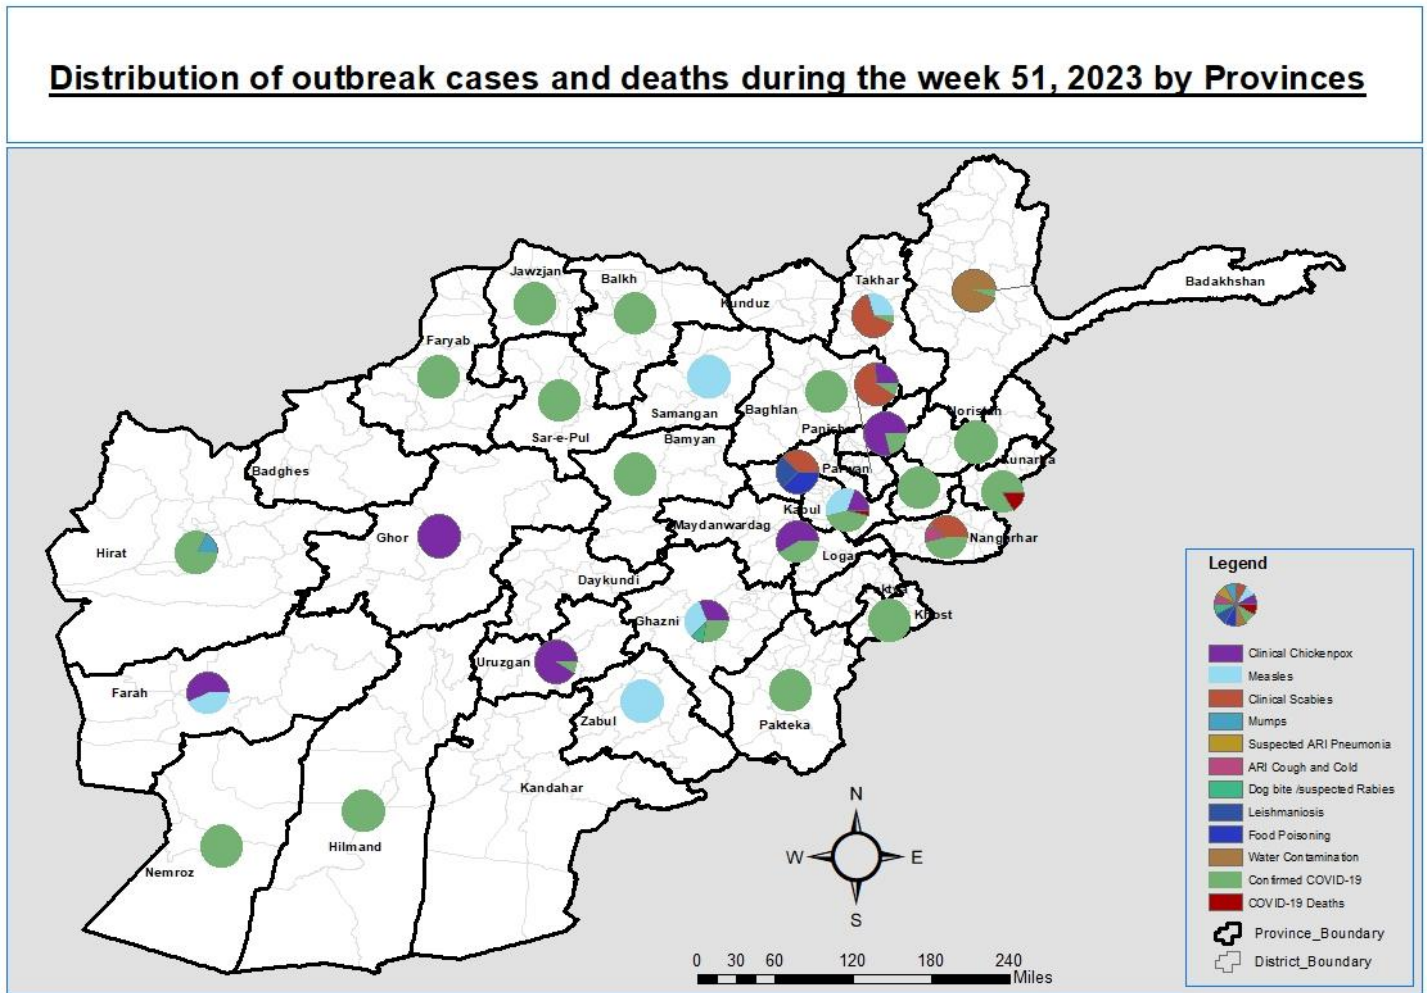 Distribution of outbreak cases and deaths during the week 51, 2023 by Provinces
Jawzjan
Balkh
Kunduz
Takhar
Badakhshan
Faryab
Samangan
Baghlan
Sar-e-Pul
Bamyan
Badghes
Kabul
Maydanwardag
Logar
Nangarhar
Hirat
Ghor
Daykundi
Ghazni
Khost
Uruzgan
Farah
Zabul
Pakteka
Kandahar
Hilmand
Nemroz
N
W
E
S
0 30 60 120 180 240
Miles
Legend
Clinical Chickenpox
Measles
Clinical Scabies
Mumps
Suspected ARI Pneumonia
ARI Cough and Cold
Dog bite /suspected Rabies
Leishmaniosis
Food Poisoning
Water Contamination
Confirmed COVID-19
COVID-19 Deaths
Province_Boundary
District_Boundary